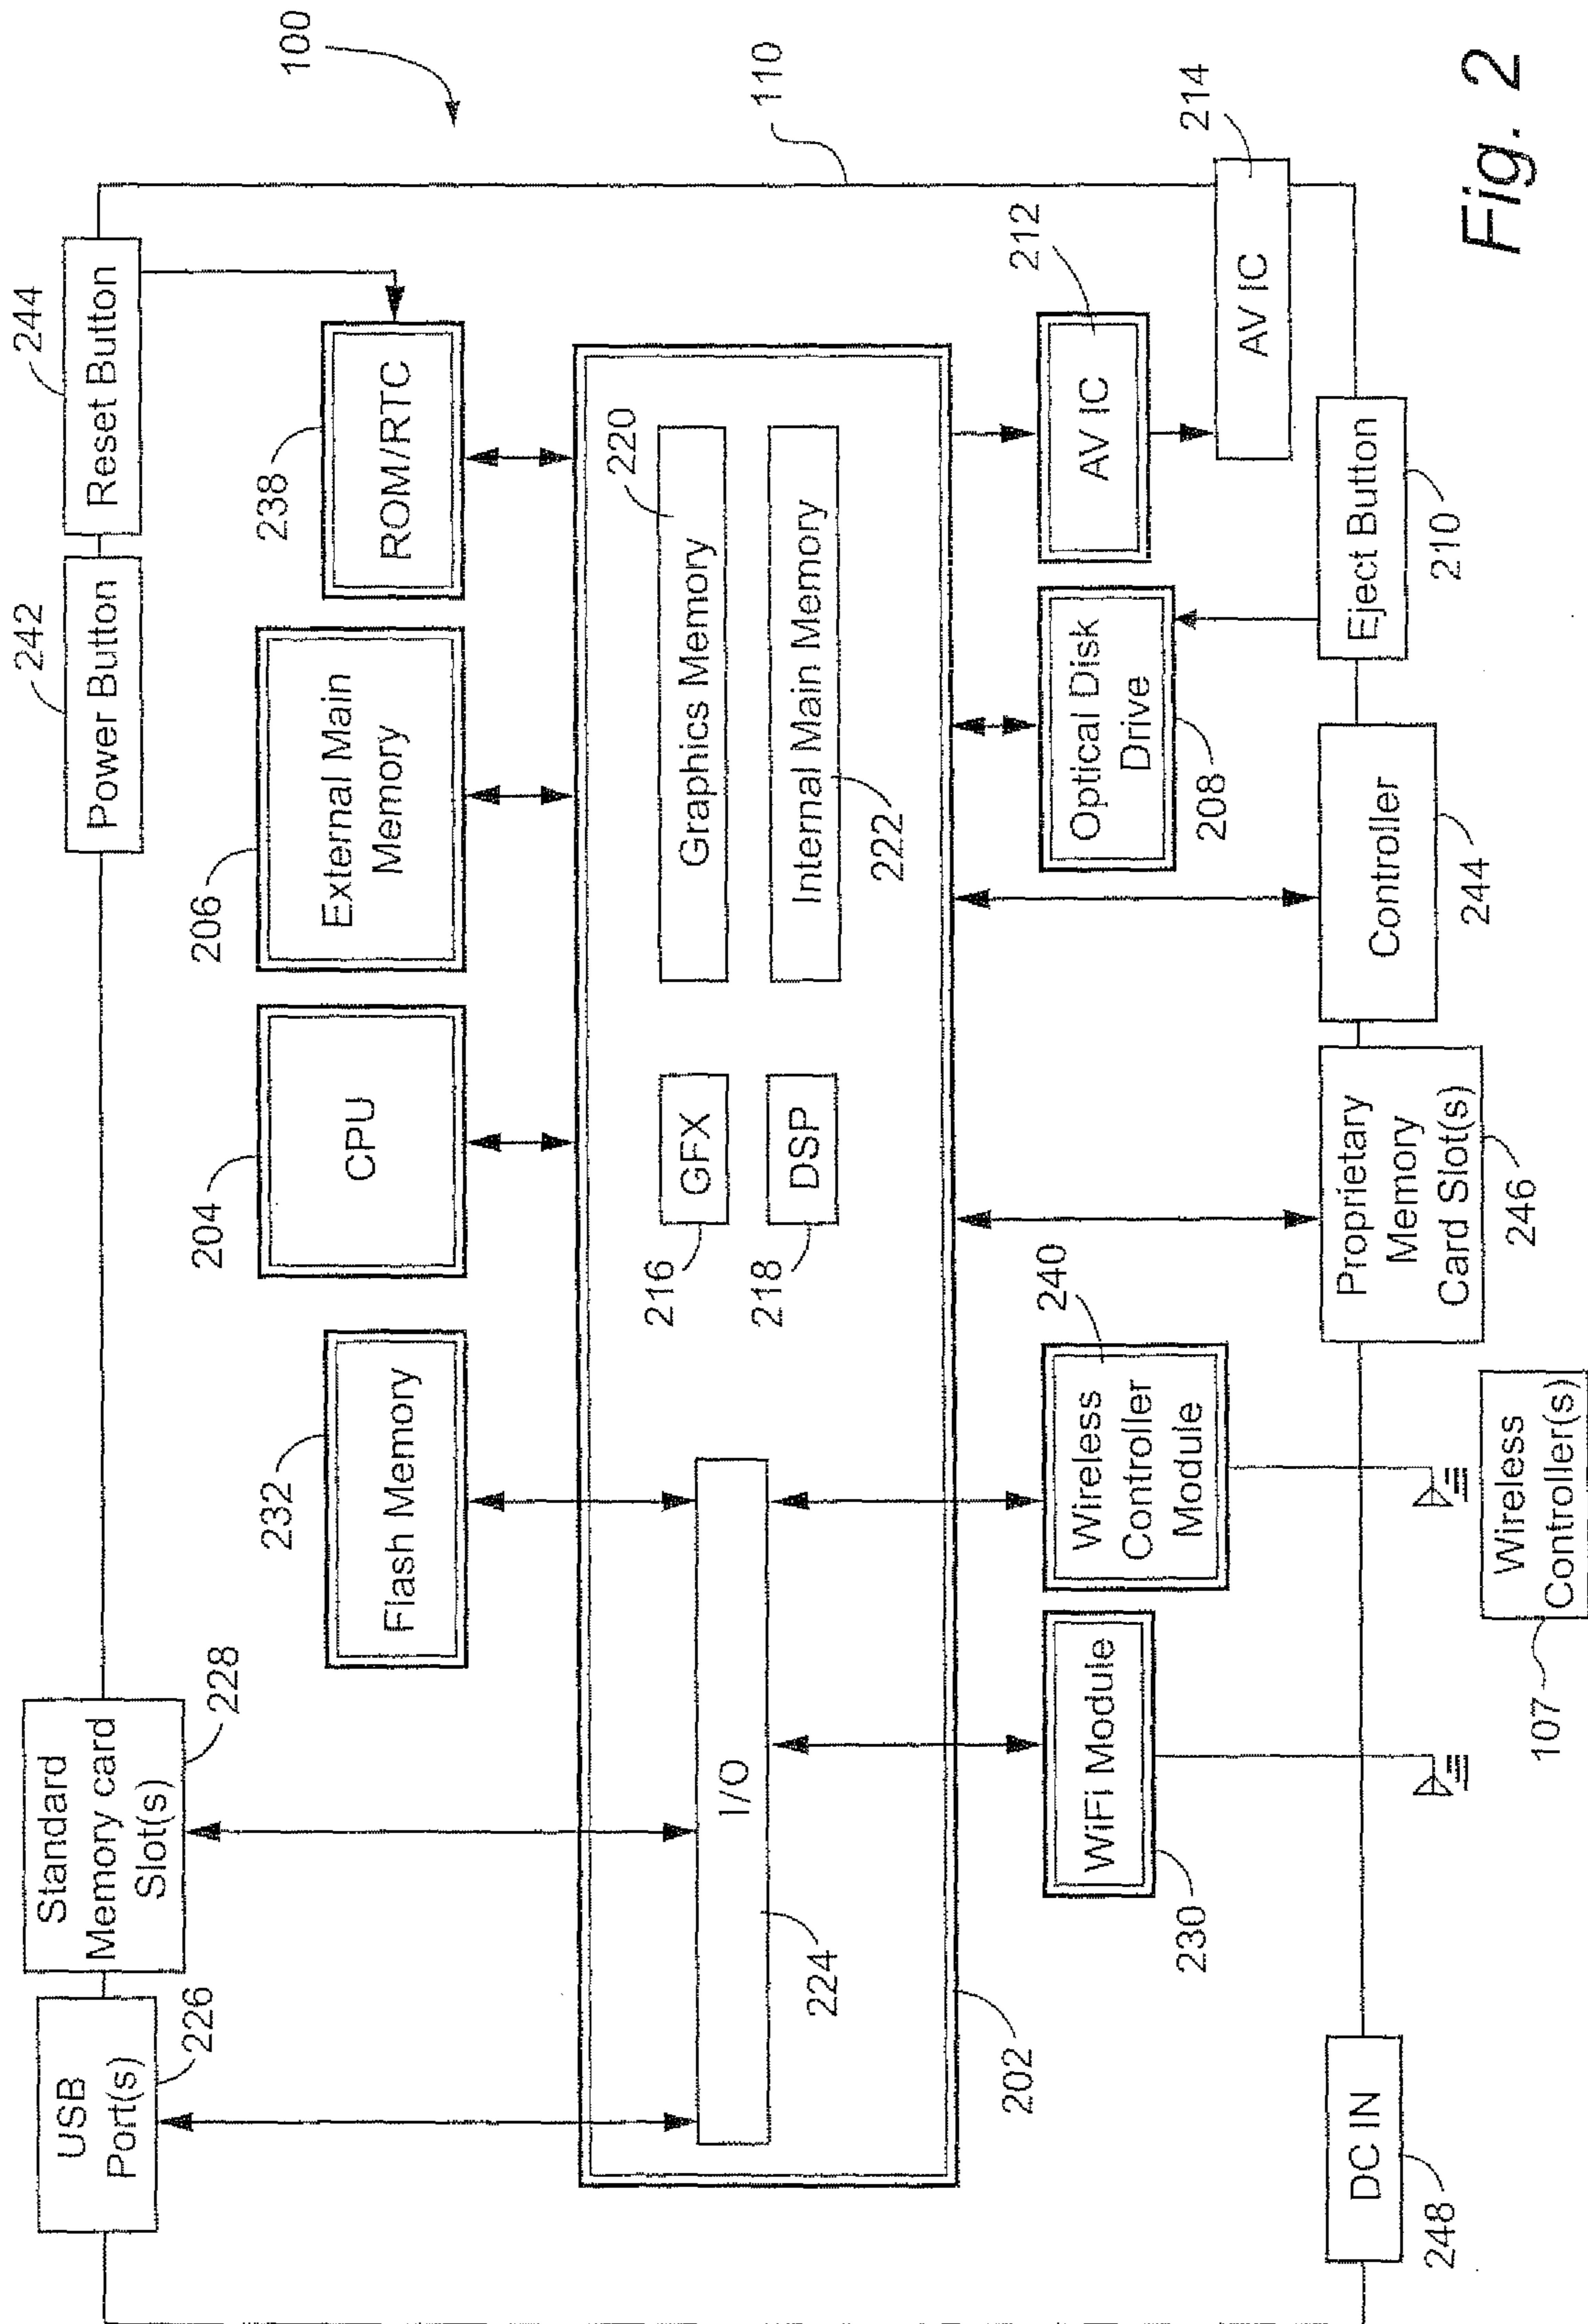 100
244
242
Reset Button
Power Button
228
Standard
Memory card
Slot(s)
226
USB
Port(s)
110
238
ROM/RTC
206
External Main
Memory
204
CPU
232
Flash Memory
220
Graphics Memory
Internal Main Memory
222
216
GFX
218
DSP
I/O
224
202
212
AV IC
214
AV IC
Optical Disk
Drive
208
Eject Button
210
Controller
244
240
Wireless
Controller
Module
Proprietary
Memory
Card Slot(s)
246
WiFi Module
230
Wireless
Controller(s)
107
DC IN
248
Fig. 2